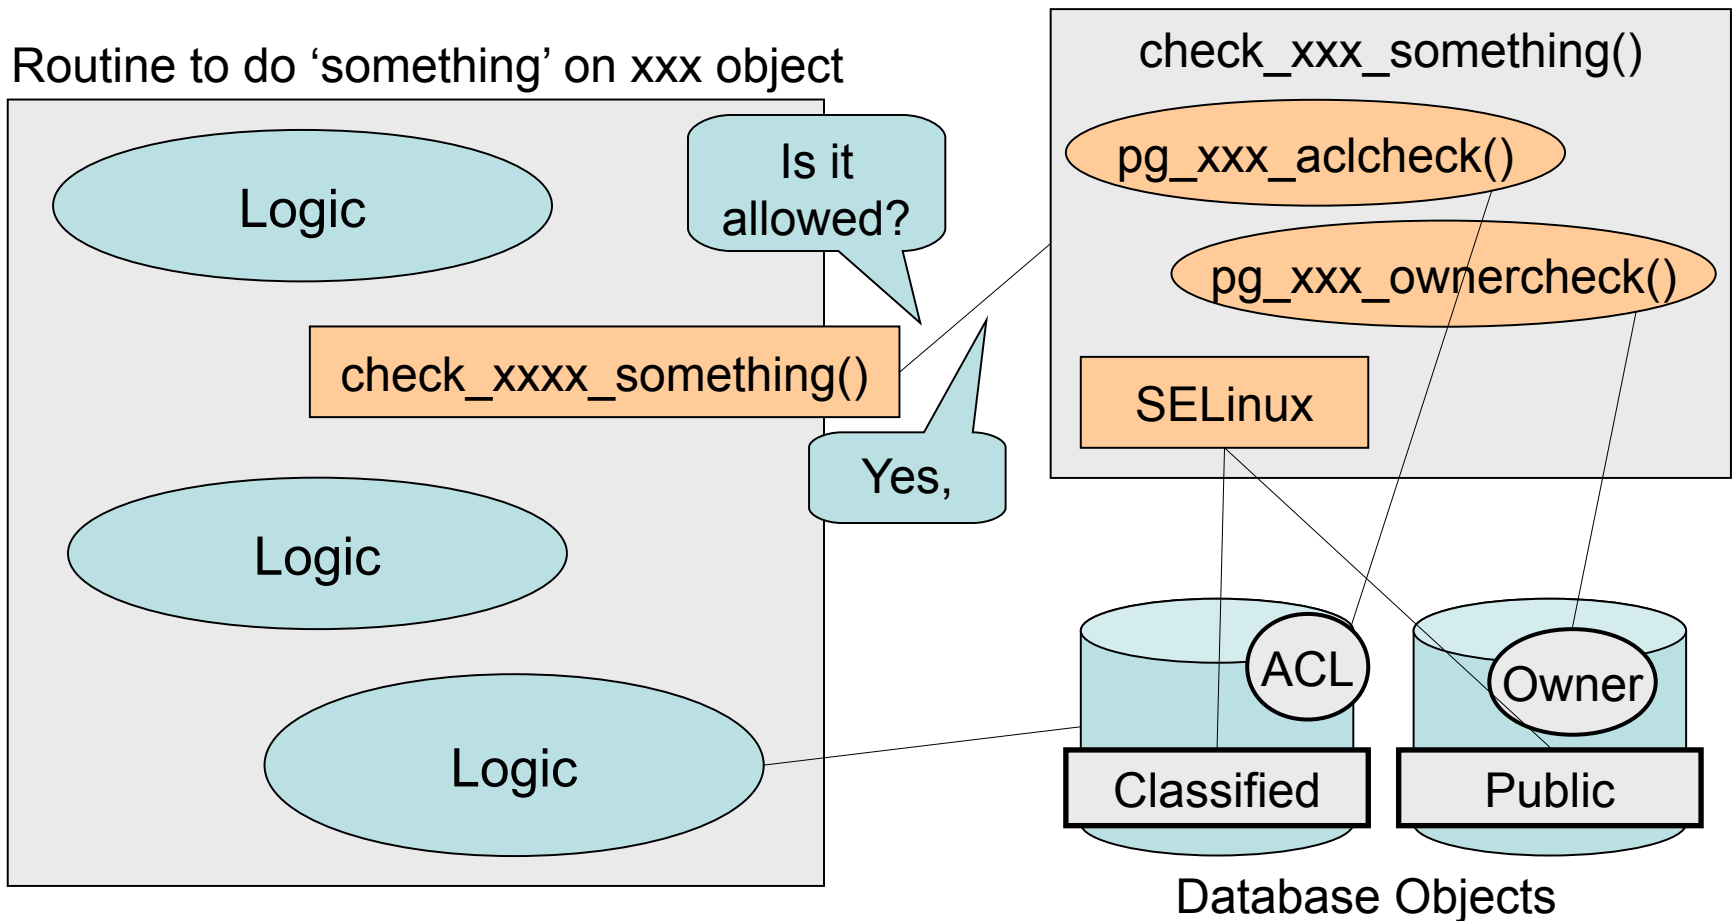 Routine to do ‘something’ on xxx object
Logic
Is it
allowed?
check_xxxx_something()
Yes,
Logic
Logic
check_xxx_something()
pg_xxx_aclcheck()
pg_xxx_ownercheck()
SELinux
ACL
Owner
Classified
Public
Database Objects